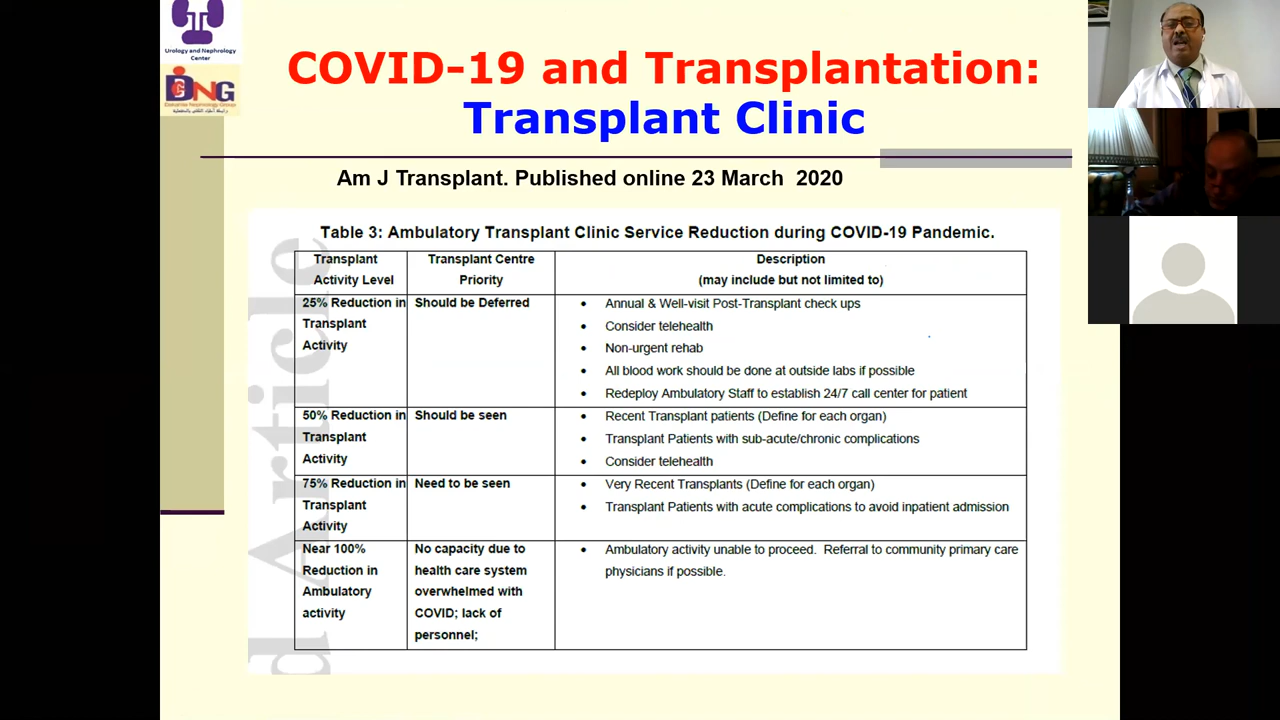 Urology and Nephrology
Center
DNG
COVID-19 and Transplantation:
Transplant Clinic
Am J Transplant. Published online 23 March 2020
Table 3: Ambulatory Transplant Clinic Service Reduction during COVID-19 Pandemic.
Transplant Activity Level
Transplant Centre Priority
Description
(may include but not limited to)
25% Reduction in
Transplant
Activity
Should be Deferred
• Annual & Well-visit Post-Transplant check ups
• Consider telehealth
• Non-urgent rehab
• All blood work should be done at outside labs if possible
• Redeploy Ambulatory Staff to establish 24/7 call center for patient
50% Reduction in
Transplant
Activity
Should be seen
• Recent Transplant patients (Define for each organ)
• Transplant Patients with sub-acute/chronic complications
• Consider telehealth
75% Reduction in
Transplant
Activity
Need to be seen
• Very Recent Transplants (Define for each organ)
• Transplant Patients with acute complications to avoid inpatient admission
Near 100%
Reduction in
Ambulatory
activity
No capacity due to
health care system
overwhelmed with
COVID; lack of
personnel;
• Ambulatory activity unable to proceed. Referral to community primary care
physicians if possible.
d Article